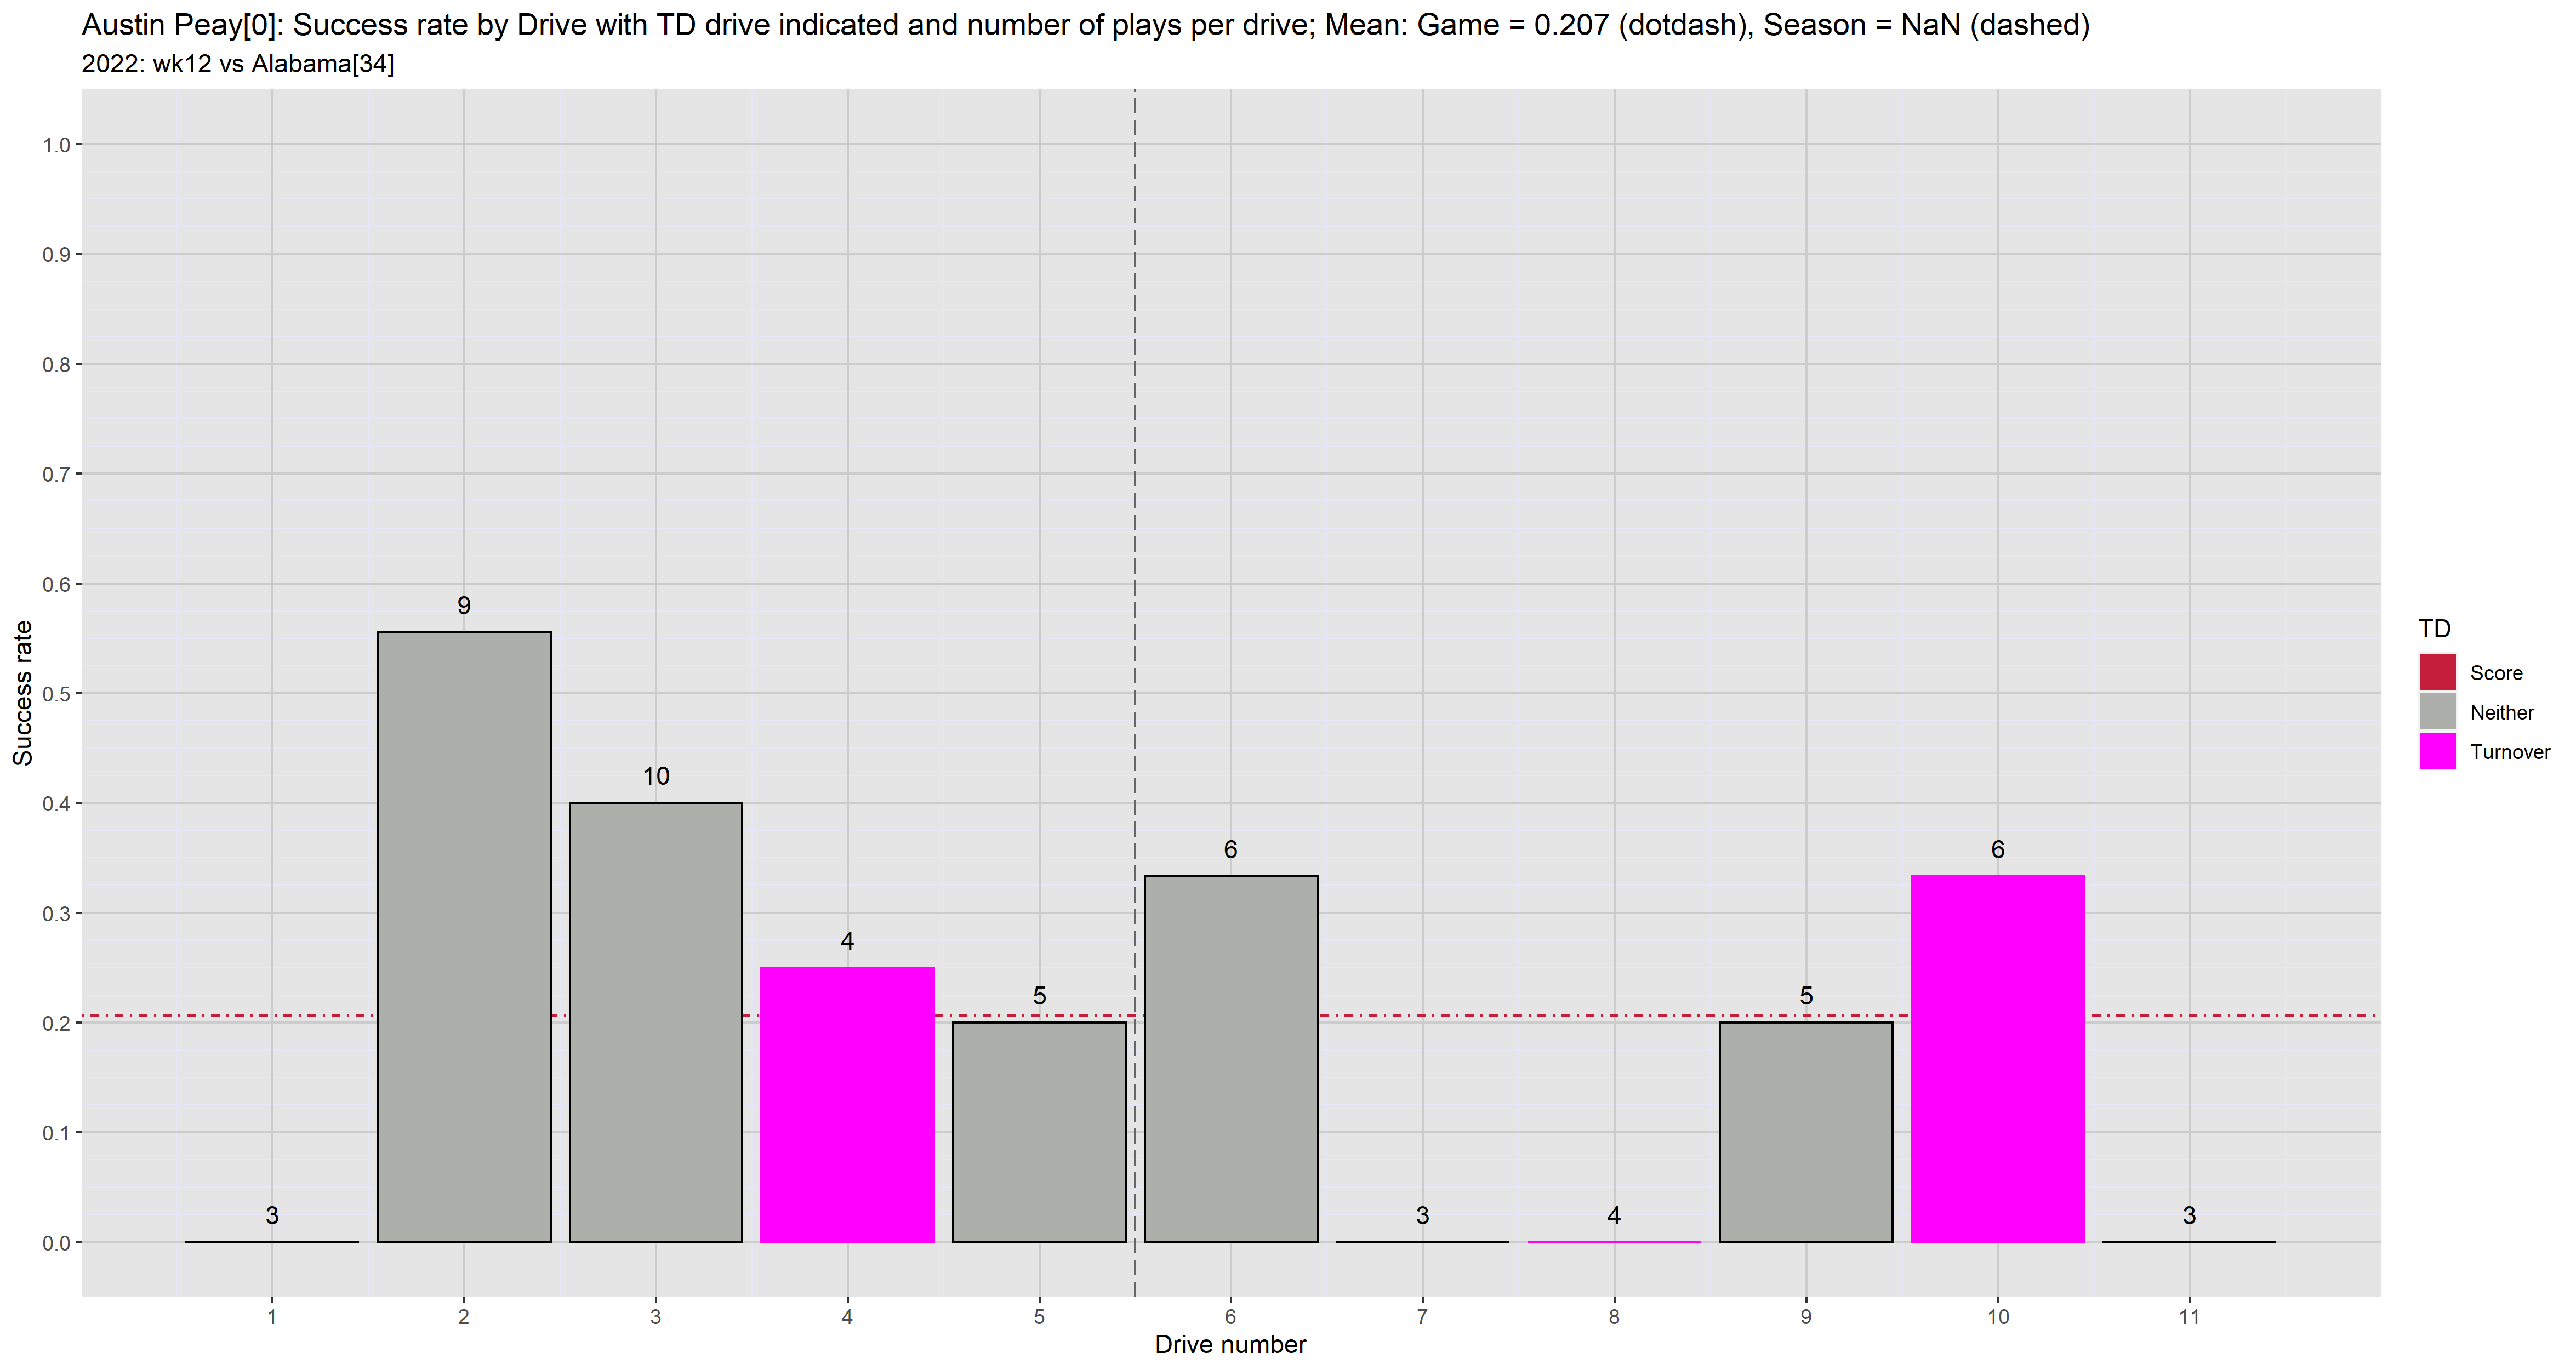 Austin Peay[0]: Success rate by Drive with TD drive indicated and number of plays per drive; Mean: Game = 0.207 (dotdash), Season = NaN (dashed)
2022: wk12 vs Alabama[34]
Success rate
1.0
0.9
0.8
0.7
0.6
0.5
0.4
0.3
0.2
0.1
0.0
3
9
10
4
5
6
3
4
5
6
3
1 2 3 4 5 6 7 8 9 10 11
Drive number
TD
Score
Neither
Turnover